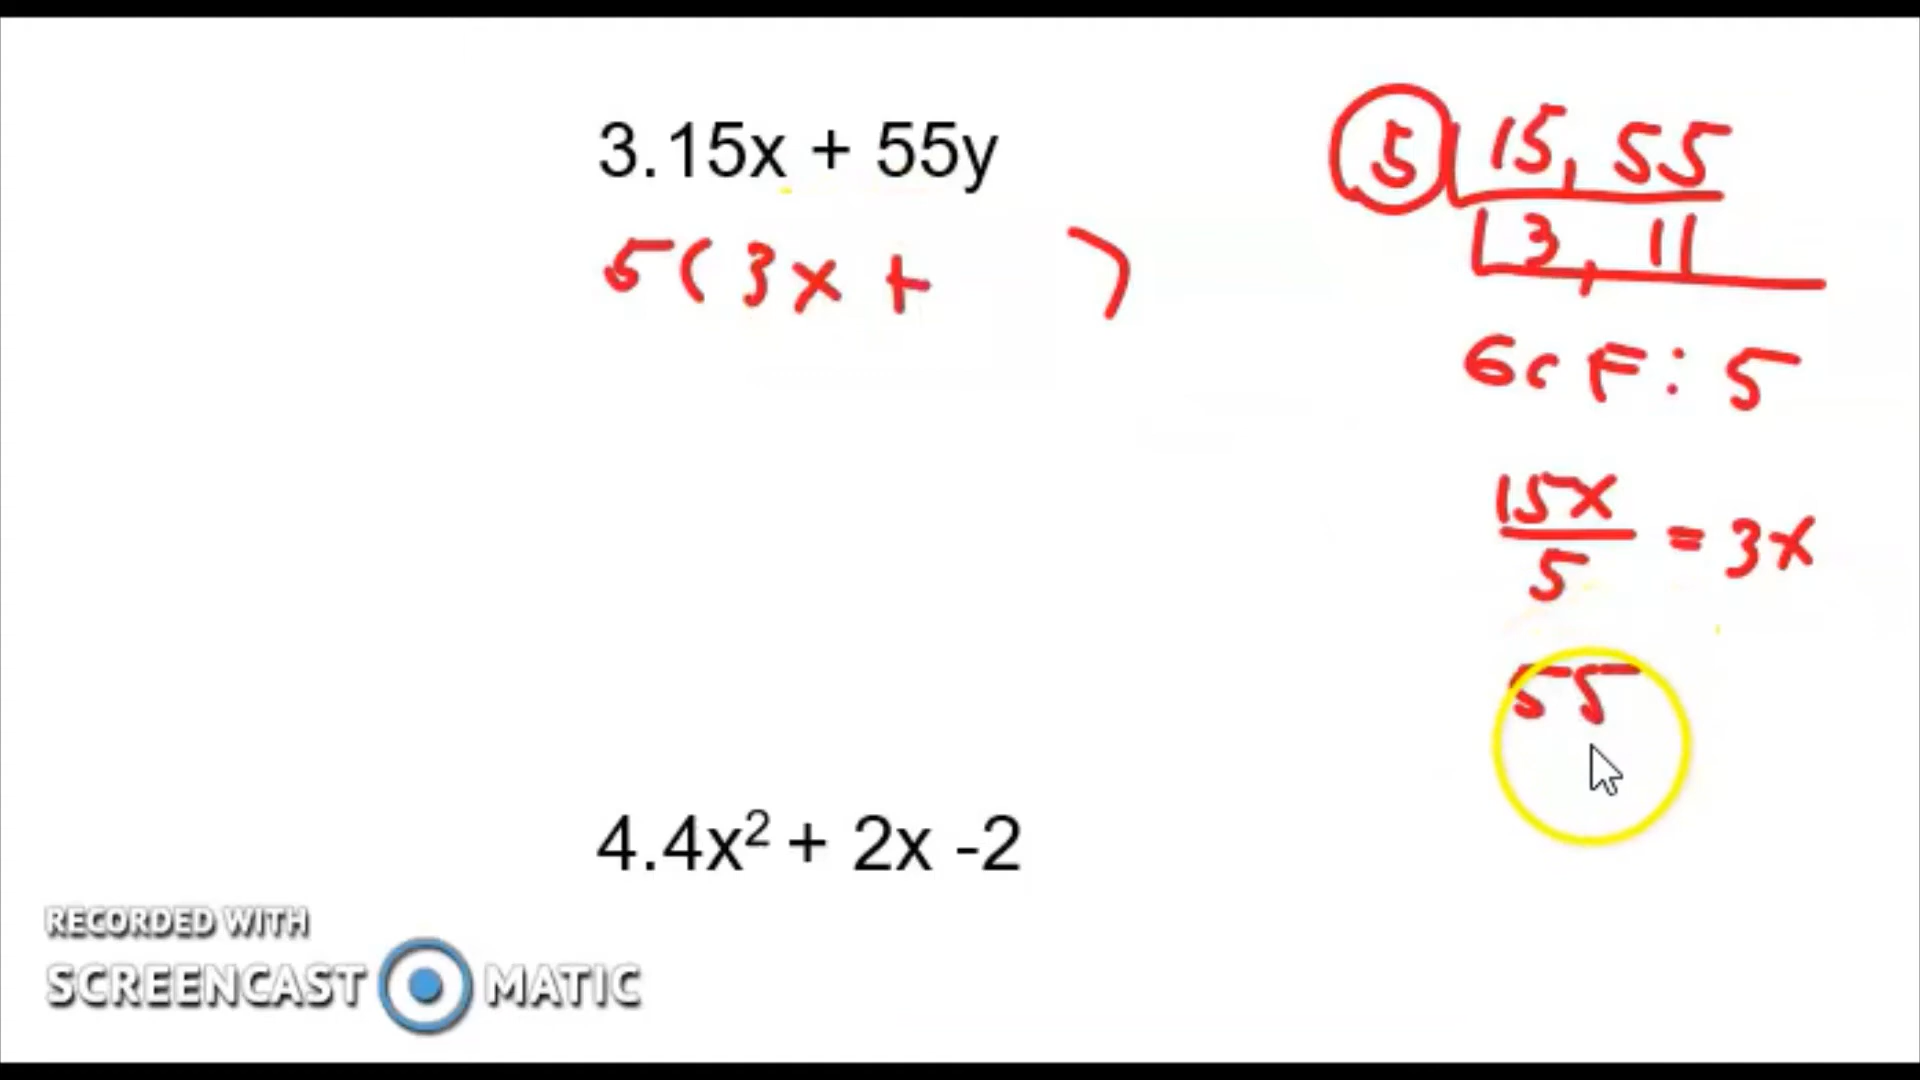 3.15x + 55y
5(3x + )
5 15, 55
3, 11
GCF: 5
15x
5
= 3x
55
4.4x² + 2x -2
RECORDED WITH
SCREENCAST MATIC